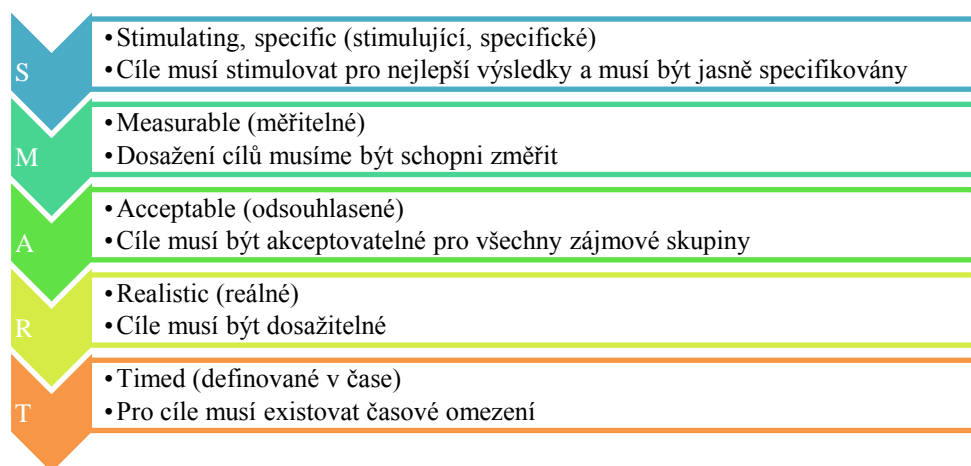 S
•Stimulating, specific (stimulující, specifické)
•Cíle musí stimulovat pro nejlepší výsledky a musí být jasně specifikovány
M
•Measurable (měřitelné)
•Dosažení cílů musíme být schopni změřit
A
•Acceptable (odsouhlasené)
•Cíle musí být akceptovatelné pro všechny zájmové skupiny
R
•Realistic (reálné)
•Cíle musí být dosažitelné
T
•Timed (definované v čase)
•Pro cíle musí existovat časové omezení